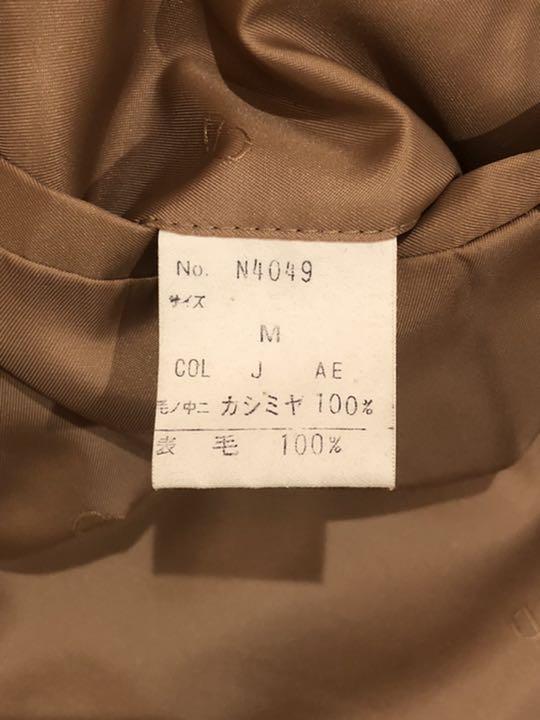 No. N4049
サイズ
M
COL J AE
毛ノ中ニ カシミヤ 100%
表 毛 100%